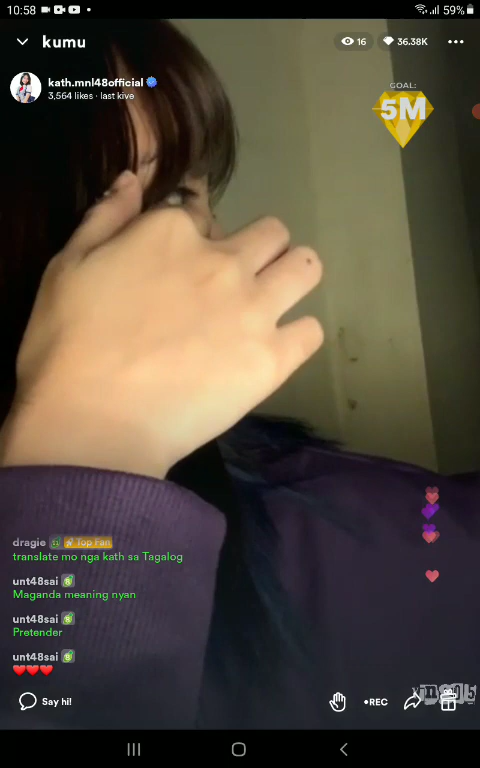 10:58
59%
kumu
16
36.38K
kath.mnl48official
3,564 likes · last kive
GOAL:
5M
dragie Top Fan
translate mo nga kath sa Tagalog
unt48sai
Maganda meaning nyan
unt48sai
Pretender
unt48sai
Say hi!
•REC